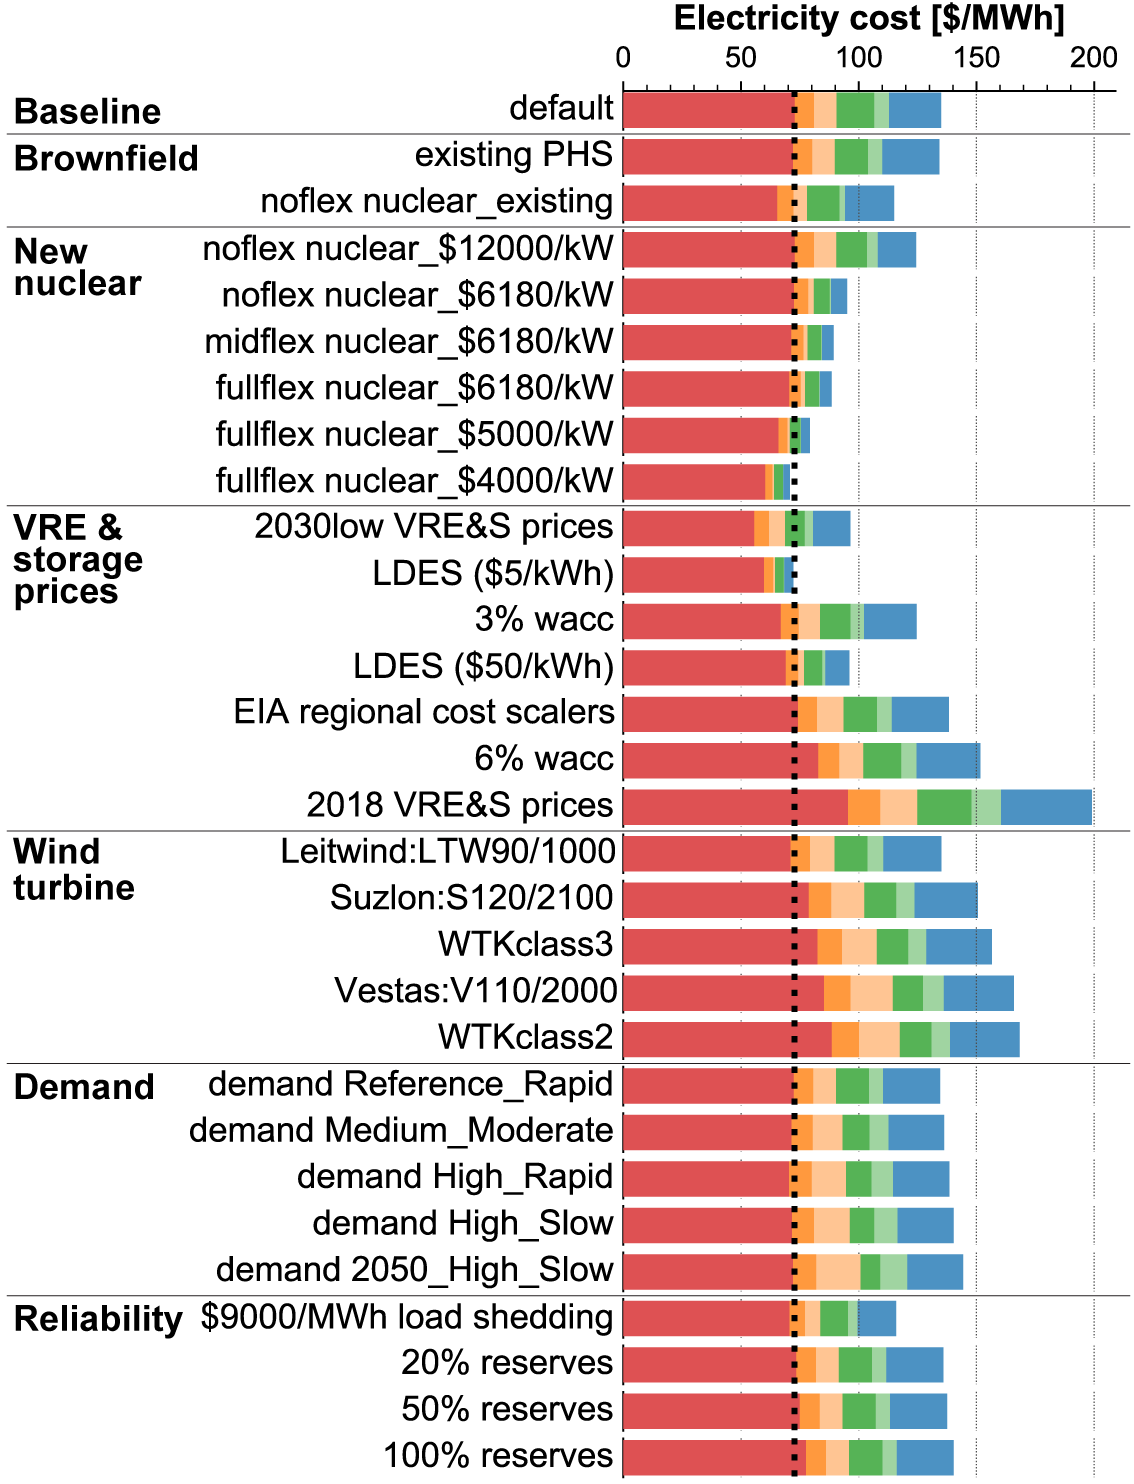 Electricity cost [$/MWh]
0 50 100 150 200
Baseline default
Brownfield existing PHS
noflex nuclear_existing
New noflex nuclear_$12000/kW
nuclear
noflex nuclear_$6180/kW
midflex nuclear_$6180/kW
fullflex nuclear_$6180/kW
fullflex nuclear_$5000/kW
fullflex nuclear_$4000/kW
VRE & 2030low VRE&S prices
storage
prices
LDES ($5/kWh)
3% wacc
LDES ($50/kWh)
EIA regional cost scalers
6% wacc
2018 VRE&S prices
Wind Leitwind:LTW90/1000
turbine
Suzlon:S120/2100
WTKclass3
Vestas:V110/2000
WTKclass2
Demand demand Reference_Rapid
demand Medium_Moderate
demand High_Rapid
demand High_Slow
demand 2050_High_Slow
Reliability $9000/MWh load shedding
20% reserves
50% reserves
100% reserves